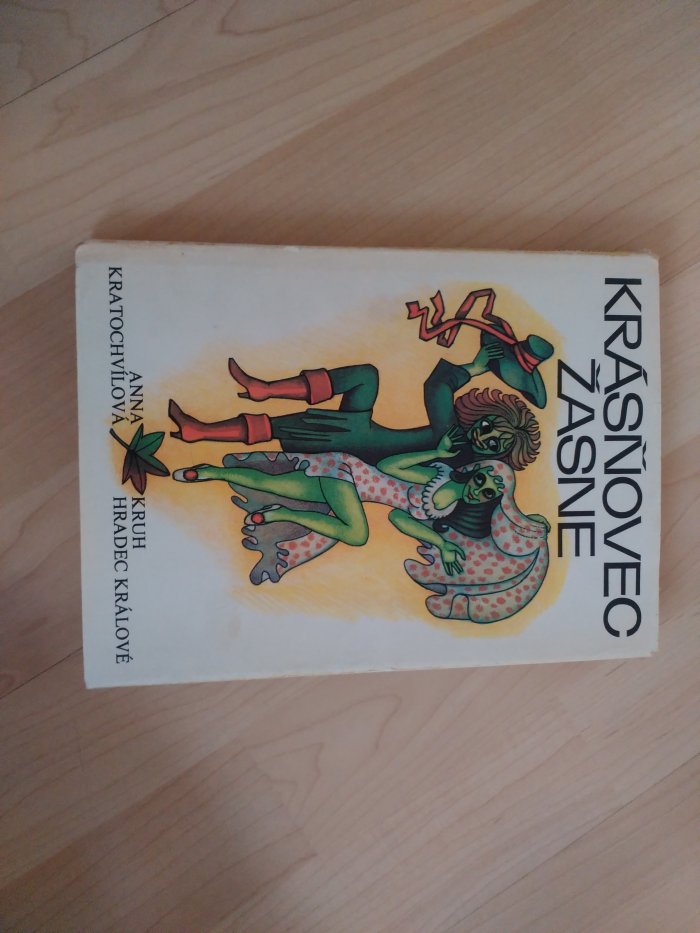 KRÁSŇOVEC
ŽASNE
ANNA
KRATOCHVÍLOVÁ
KRUH
HRADEC KRÁLOVÉ